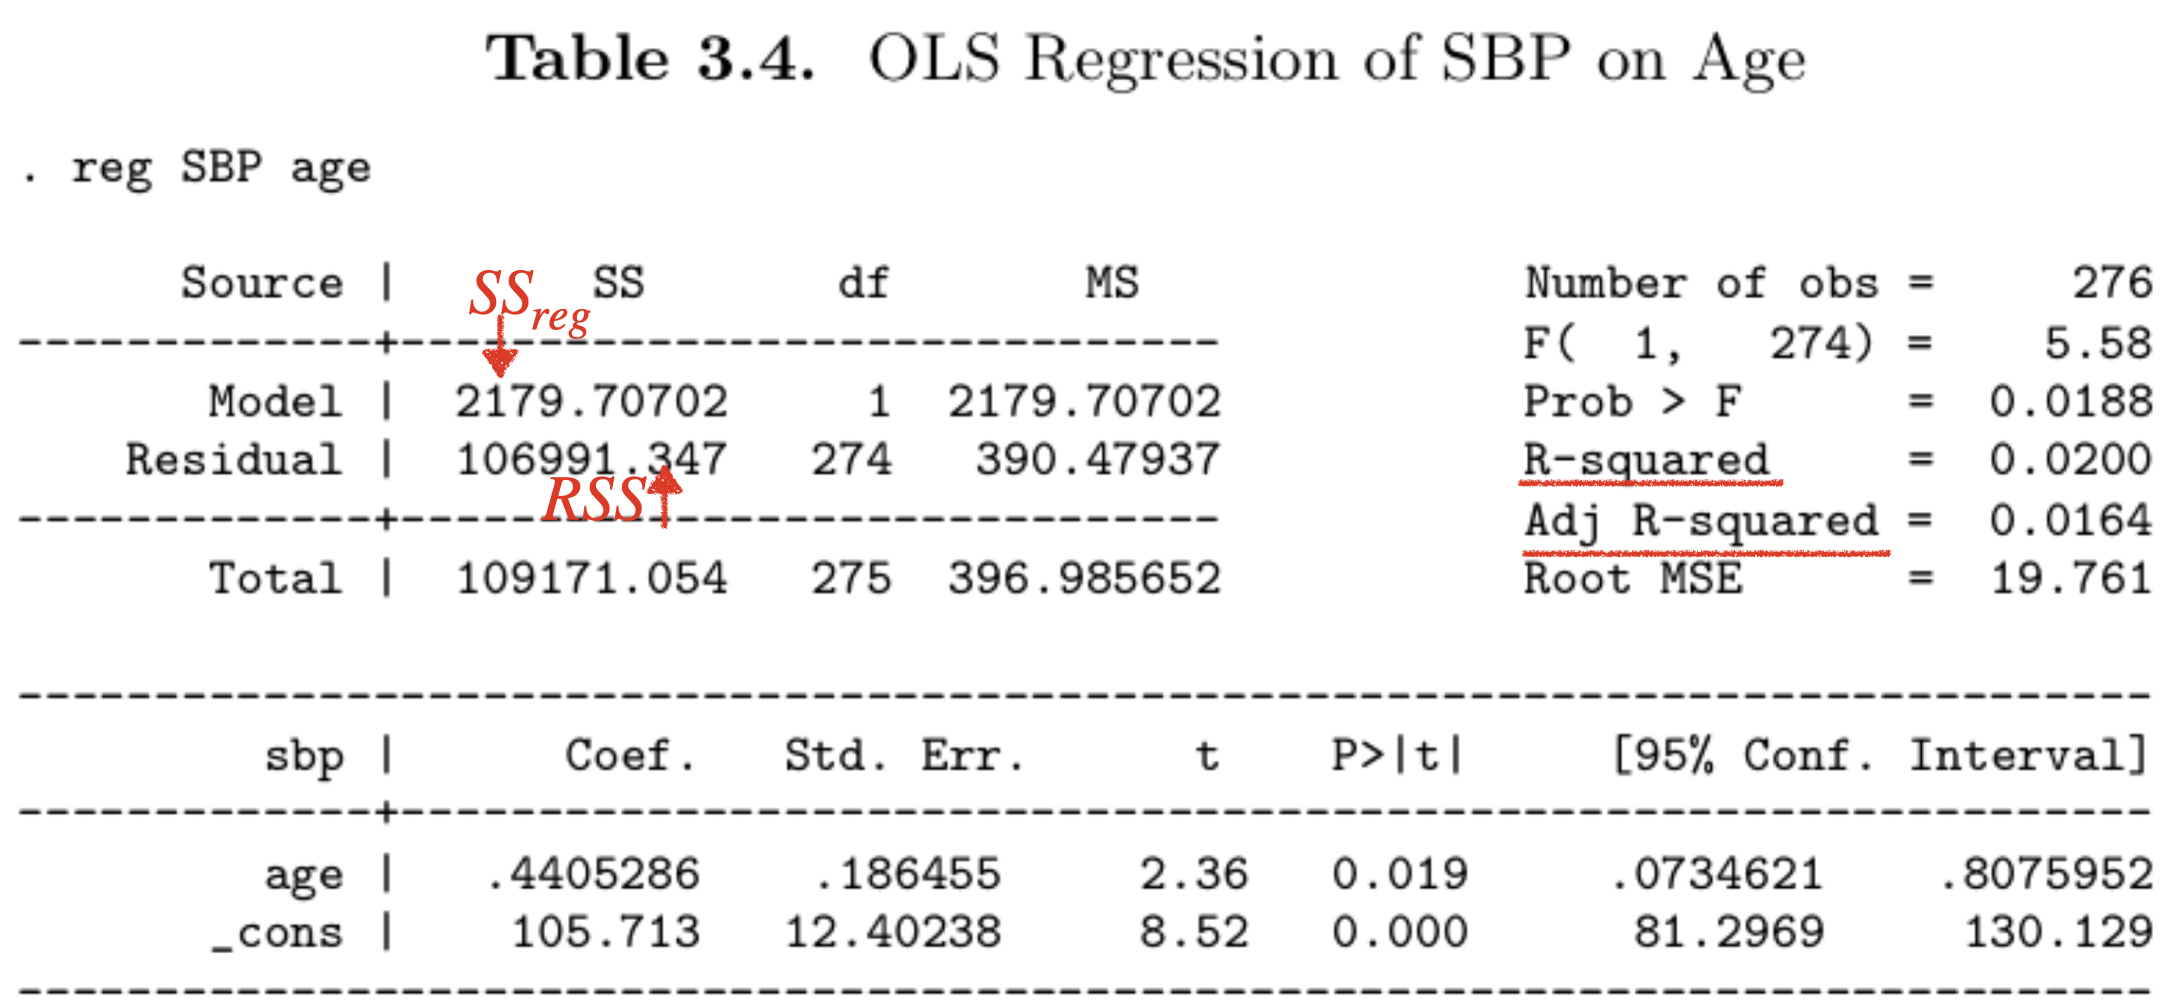 Table 3.4. OLS Regression of SBP on Age
. reg SBP age
Source | SS df MS Number of obs = 276
SSreg
-------------+------------------------------ F( 1, 274) = 5.58
Model | 2179.70702 1 2179.70702 Prob > F = 0.0188
Residual | 106991.347 274 390.47937 R-squared = 0.0200
RSS
-------------+------------------------------ Adj R-squared = 0.0164
Total | 109171.054 275 396.985652 Root MSE = 19.761
------------------------------------------------------------------------------
sbp | Coef. Std. Err. t P>|t| [95% Conf. Interval]
-------------+----------------------------------------------------------------
age | .4405286 .186455 2.36 0.019 .0734621 .8075952
_cons | 105.713 12.40238 8.52 0.000 81.2969 130.129
------------------------------------------------------------------------------